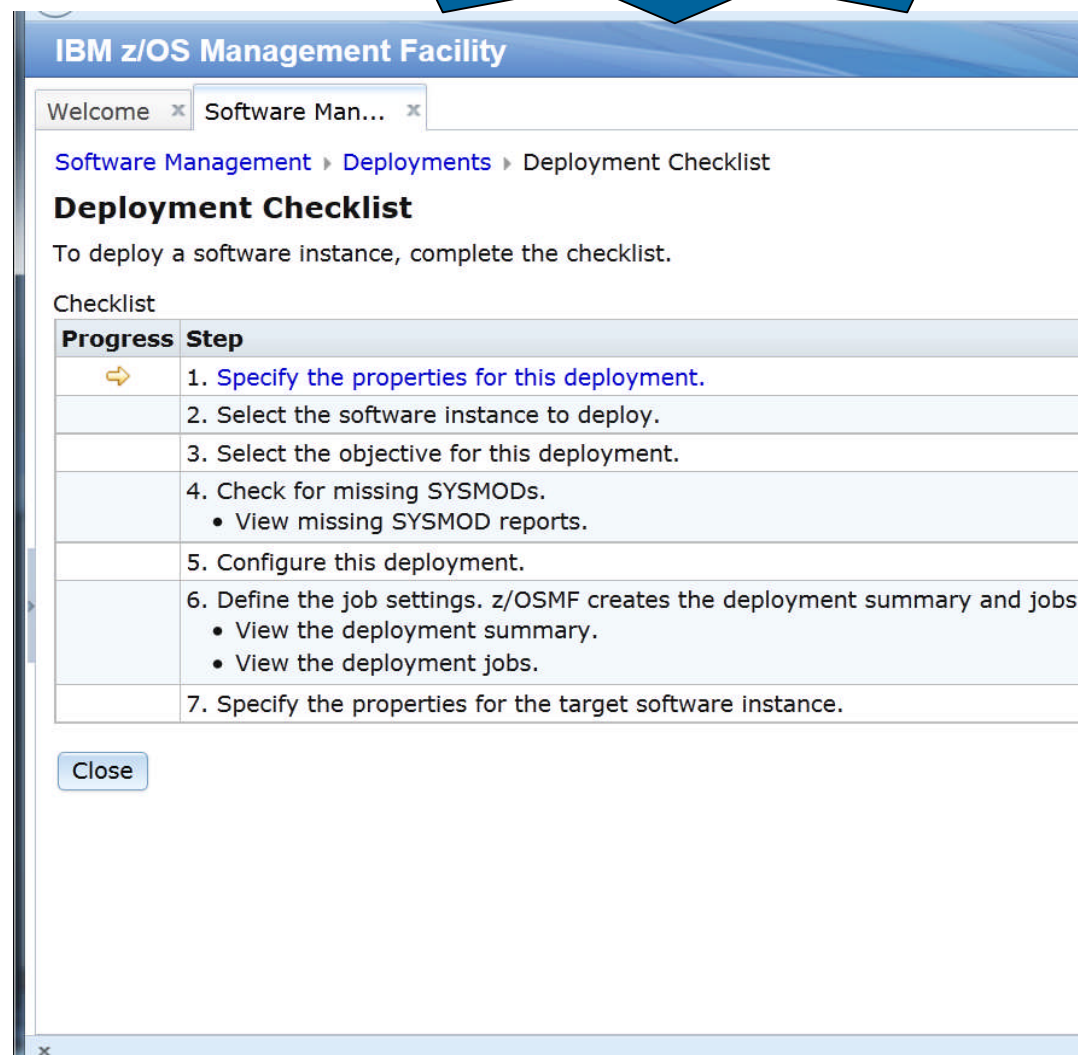 IBM z/OS Management Facility
Welcome x Software Man... x
Software Management ▸ Deployments ▸ Deployment Checklist
Deployment Checklist
To deploy a software instance, complete the checklist.
Checklist
Progress Step
1. Specify the properties for this deployment.
2. Select the software instance to deploy.
3. Select the objective for this deployment.
4. Check for missing SYSMODs.
• View missing SYSMOD reports.
5. Configure this deployment.
6. Define the job settings. z/OSMF creates the deployment summary and jobs
• View the deployment summary.
• View the deployment jobs.
7. Specify the properties for the target software instance.
Close
x